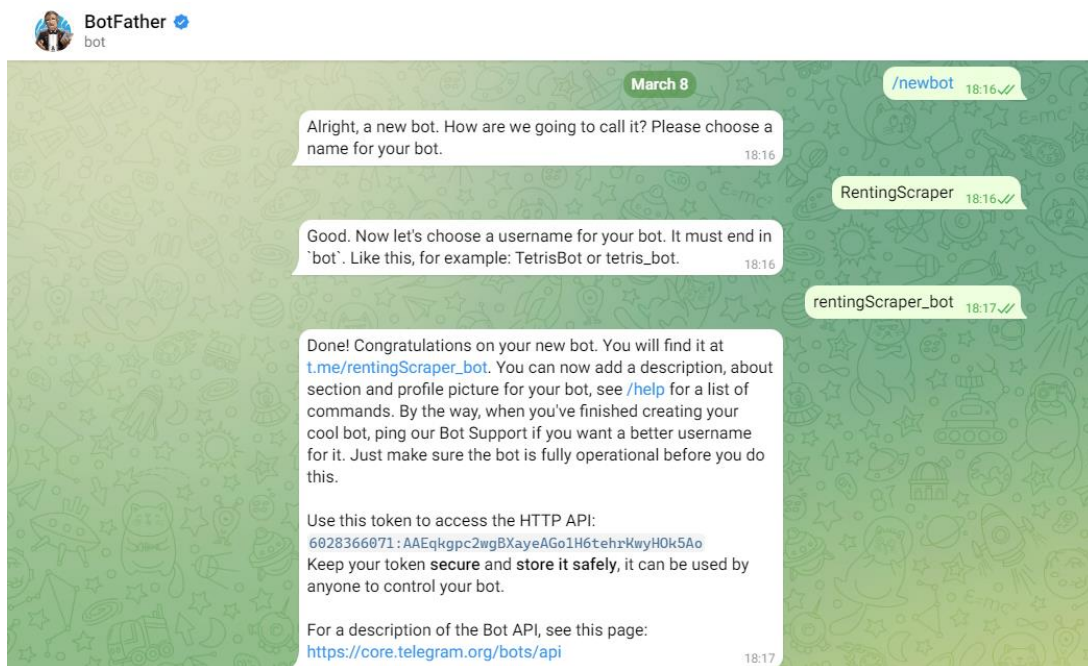 BotFather
bot
March 8
/newbot 18:16
Alright, a new bot. How are we going to call it? Please choose a
name for your bot.
18:16
RentingScraper 18:16
Good. Now let's choose a username for your bot. It must end in
`bot`. Like this, for example: TetrisBot or tetris_bot.
18:16
rentingScraper_bot 18:17
Done! Congratulations on your new bot. You will find it at
t.me/rentingScraper_bot. You can now add a description, about
section and profile picture for your bot, see /help for a list of
commands. By the way, when you've finished creating your
cool bot, ping our Bot Support if you want a better username
for it. Just make sure the bot is fully operational before you do
this.
Use this token to access the HTTP API:
6028366071:AAEqkgpc2wgBXayeAGolH6tehrKwyHOk5Ao
Keep your token secure and store it safely, it can be used by
anyone to control your bot.
For a description of the Bot API, see this page:
https://core.telegram.org/bots/api
18:17